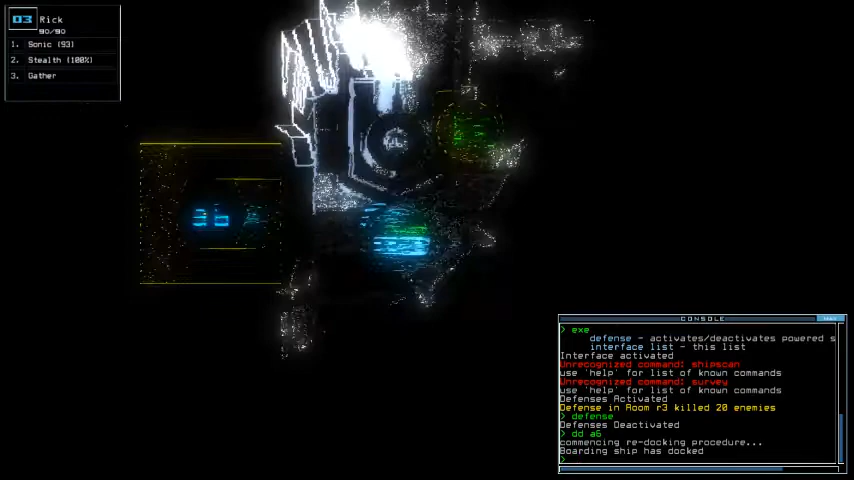 03 Rick
90/90
1. Sonic (93)
2. Stealth (100%)
3. Gather
CONSOLE
> exe
defense - activates/deactivates powered s
interface list - this list
Interface activated
Unrecognized command: shipscan
use 'help' for list of known commands
Unrecognized command: survey
use 'help' for list of known commands
Defenses Activated
Defense in Room r3 killed 20 enemies
> defense
Defenses Deactivated
> dd a6
commencing re-docking procedure...
Boarding ship has docked
>